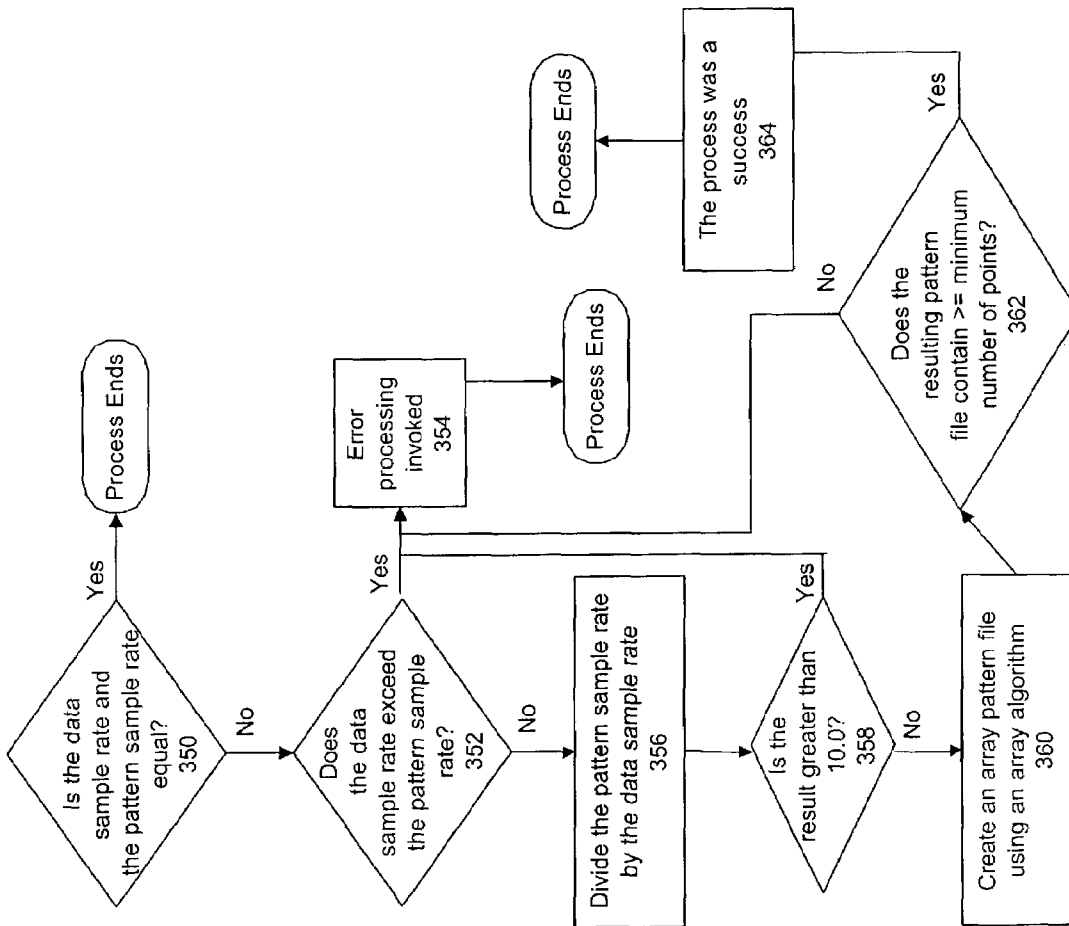 Is the data
sample rate and
the pattern sample rate
equal?
350
Yes
Process Ends
No
Does
the data
sample rate exceed
the pattern sample
rate?
352
Yes
Error
processing
invoked
354
Process Ends
No
Divide the pattern sample rate
by the data sample rate
356
Is the
result greater than
10.0?
358
Yes
No
Create an array pattern file
using an array algorithm
360
Does the
resulting pattern
file contain >= minimum
number of points?
362
No
Yes
The process was a
success
364
Process Ends